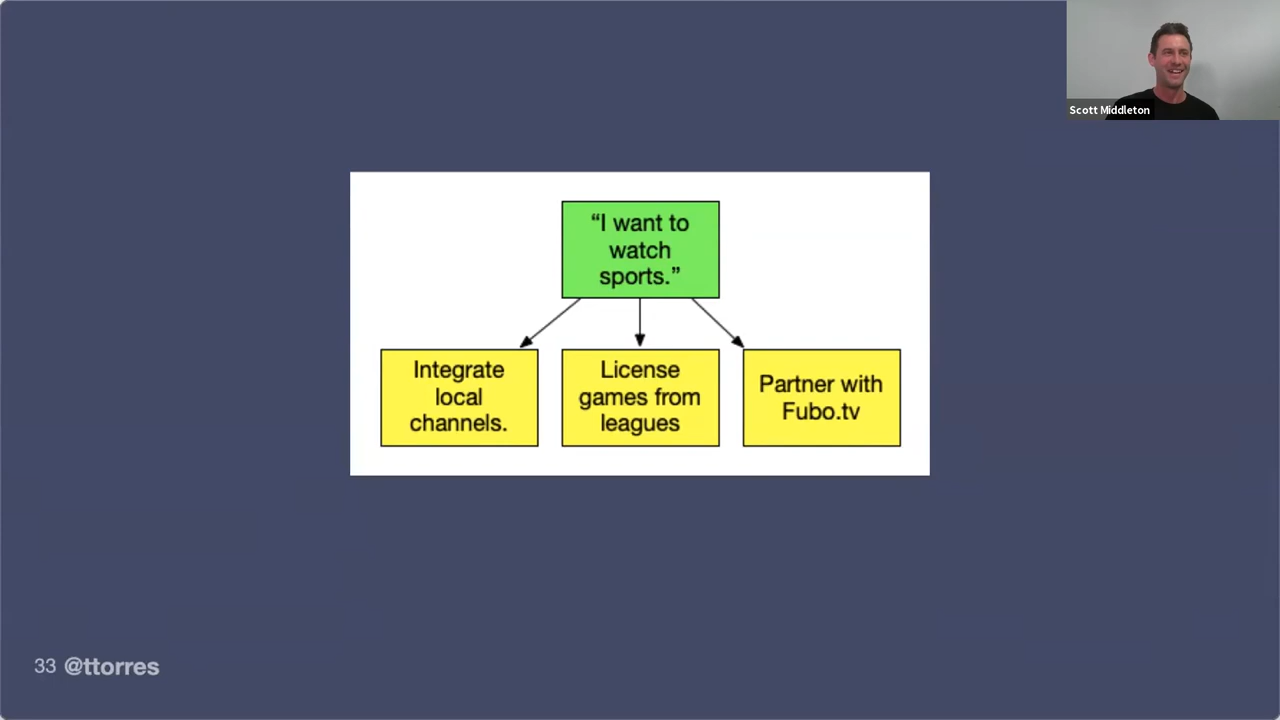 Scott Middleton
“I want to
watch
sports.”
Integrate
local
channels.
License
games from
leagues
Partner with
Fubo.tv
33 @ttorres